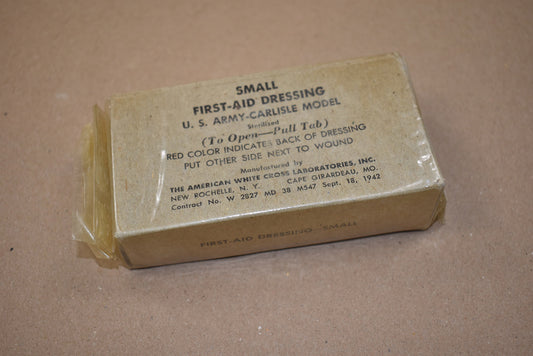 SMALL
FIRST-AID DRESSING
U. S. ARMY-CARLISLE MODEL
Sterilized
(To Open—Pull Tab)
RED COLOR INDICATES BACK OF DRESSING
PUT OTHER SIDE NEXT TO WOUND
Manufactured by
THE AMERICAN WHITE CROSS LABORATORIES, INC.
NEW ROCHELLE, N. Y. CAPE GIRARDEAU, MO.
Contract No. W 2827 MD 38 M547 Sept. 18, 1942
FIRST-AID DRESSING—SMALL